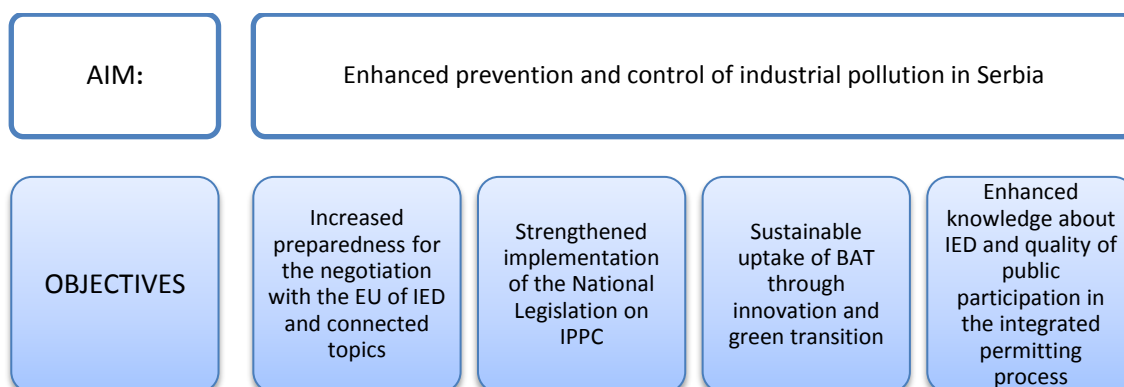 AIM:
Enhanced prevention and control of industrial pollution in Serbia
OBJECTIVES
Increased
preparedness for
the negotiation
with the EU of IED
and connected
topics
Strengthened
implementation
of the National
Legislation on
IPPC
Sustainable
uptake of BAT
through
innovation and
green transition
Enhanced
knowledge about
IED and quality of
public
participation in
the integrated
permitting
process